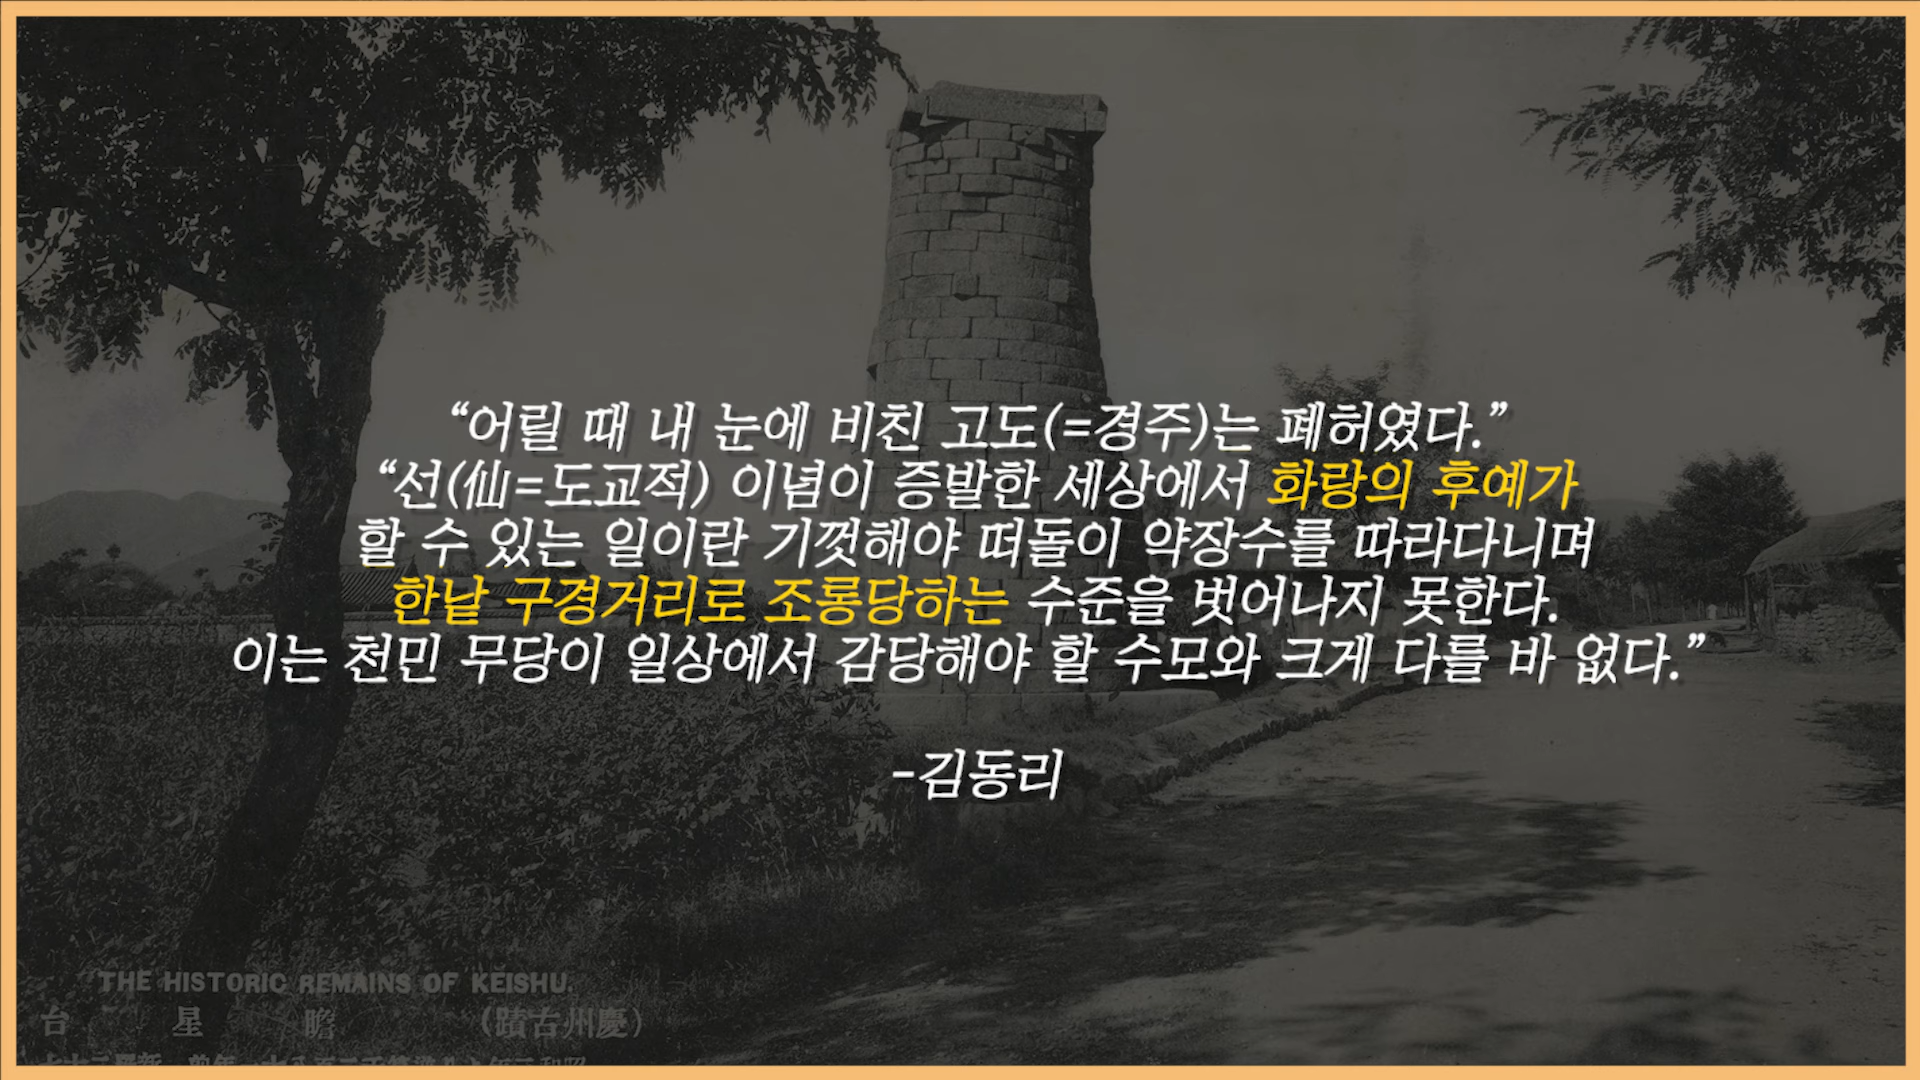 “어릴 때 내 눈에 비친 고도(=경주)는 폐허였다.”
“선(仙=도교적) 이념이 증발한 세상에서 화랑의 후예가
할 수 있는 일이란 기껏해야 떠돌이 약장수를 따라다니며
한낱 구경거리로 조롱당하는 수준을 벗어나지 못한다.
이는 천민 무당이 일상에서 감당해야 할 수모와 크게 다를 바 없다.”
-김동리
THE HISTORIC REMAINS OF KEISHU.
台 星 瞻 (蹟古州慶)